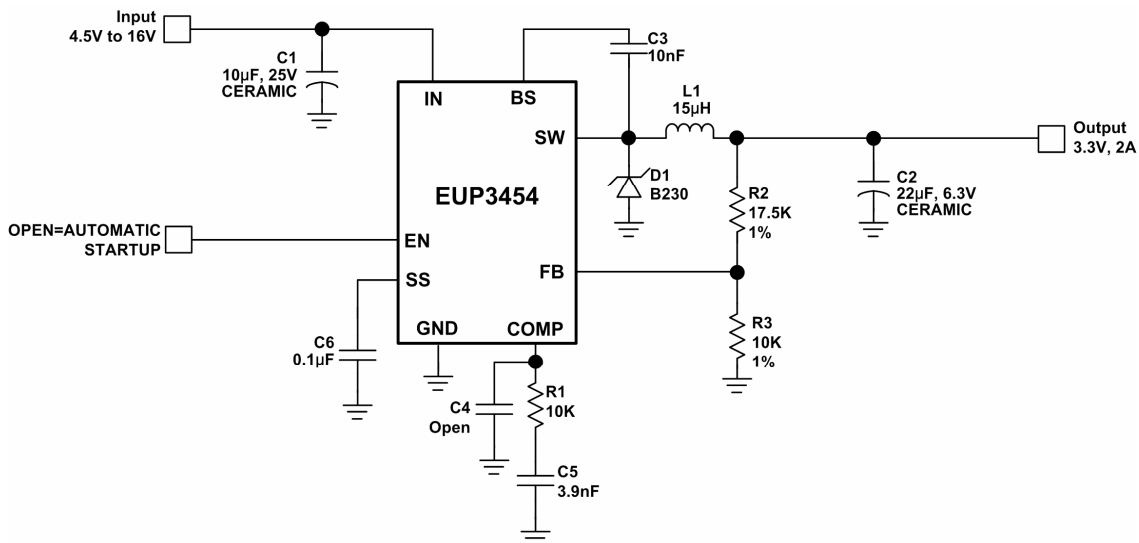 Input
4.5V to 16V
C1
10µF, 25V
CERAMIC
IN
BS
C3
10nF
SW
L1
15µH
Output
3.3V, 2A
D1
B230
R2
17.5K
1%
C2
22µF, 6.3V
CERAMIC
EUP3454
OPEN=AUTOMATIC
STARTUP
EN
SS
FB
C6
0.1µF
GND
COMP
R3
10K
1%
C4
Open
R1
10K
C5
3.9nF